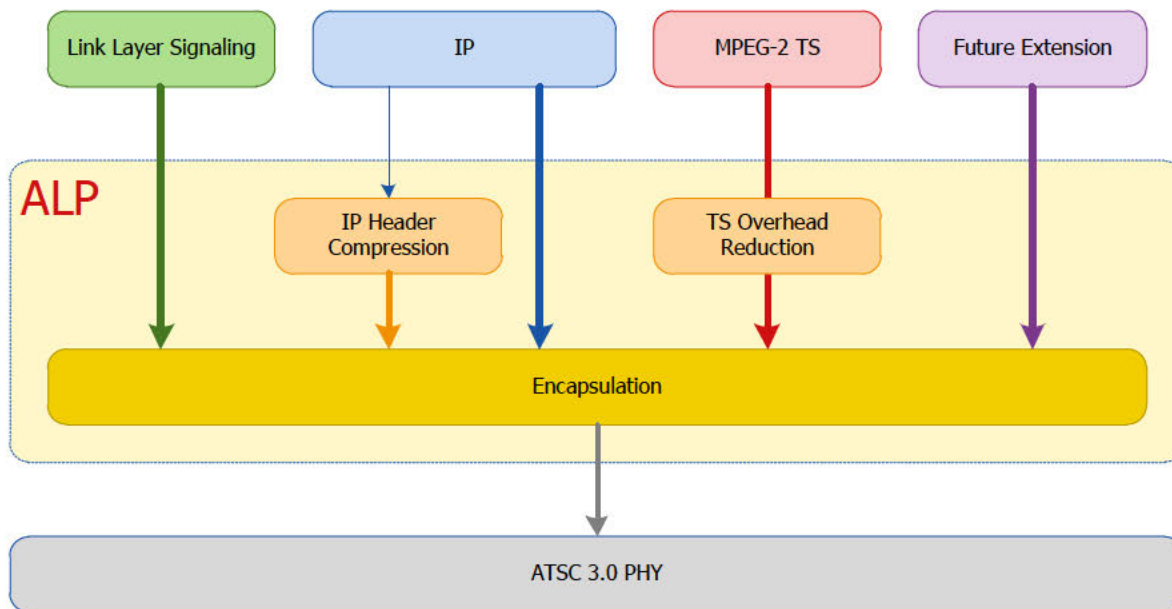 Link Layer Signaling
IP
MPEG-2 TS
Future Extension
ALP
IP Header
Compression
TS Overhead
Reduction
Encapsulation
ATSC 3.0 PHY